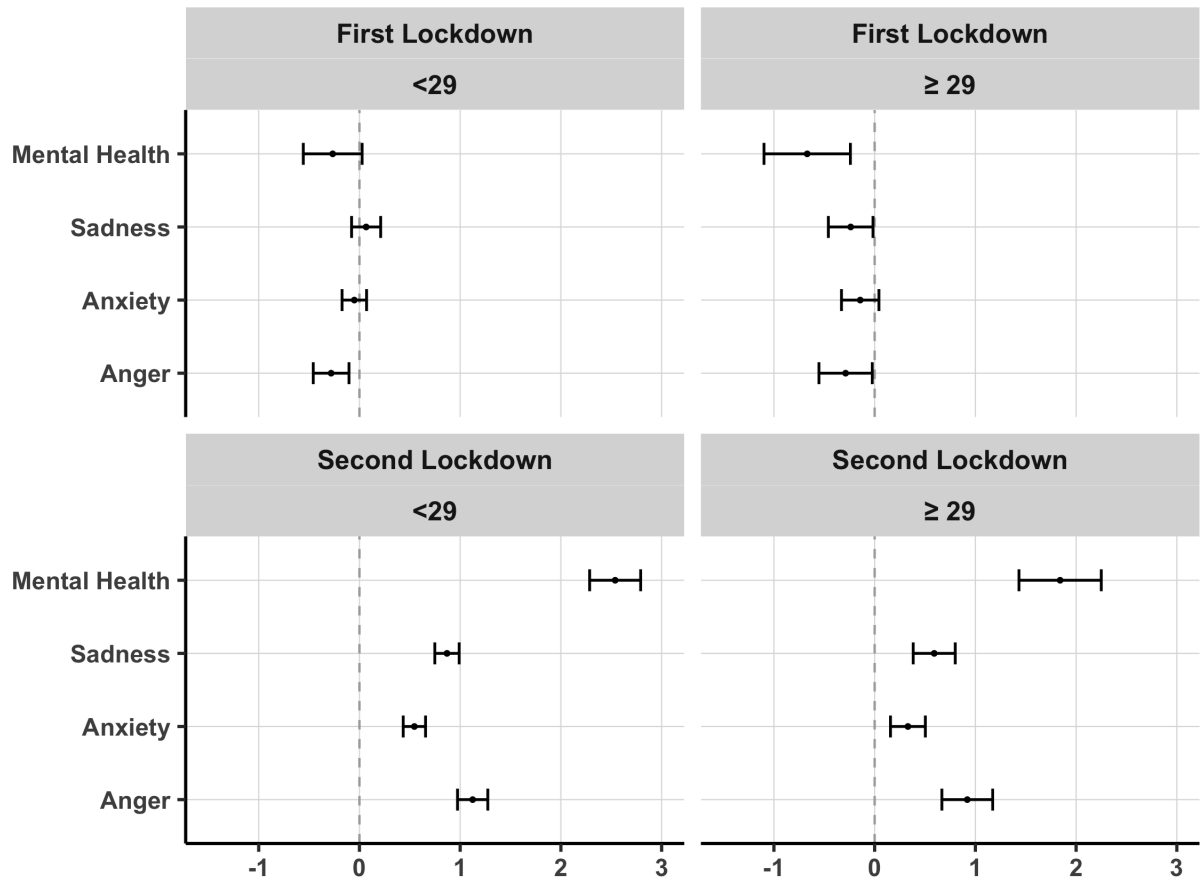 First Lockdown First Lockdown
<29 ≥ 29
Mental Health
Sadness
Anxiety
Anger
Second Lockdown Second Lockdown
<29 ≥ 29
Mental Health
Sadness
Anxiety
Anger
-1 0 1 2 3 -1 0 1 2 3